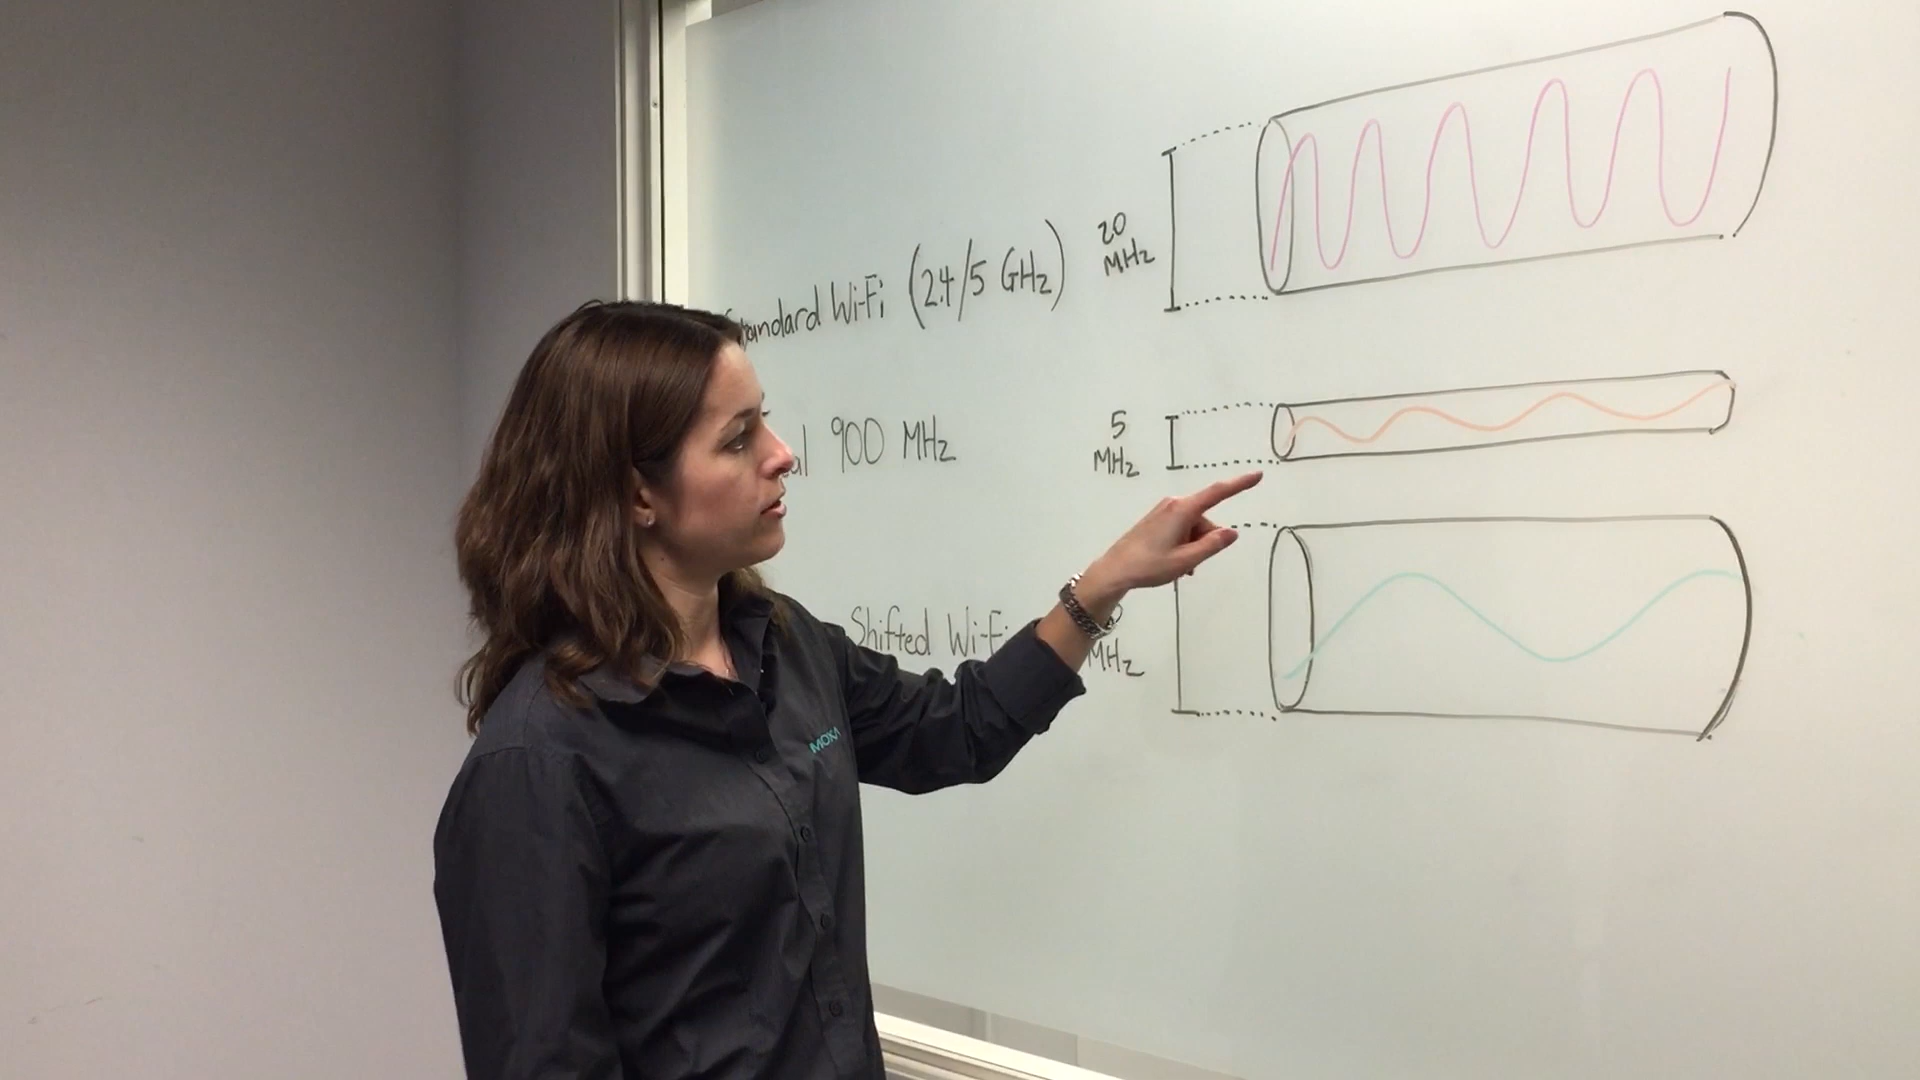 Standard Wi-Fi (2.4/5 GHz)
20
MHz
900 MHz
5
MHz
Shifted Wi-Fi
MHz
MOXA